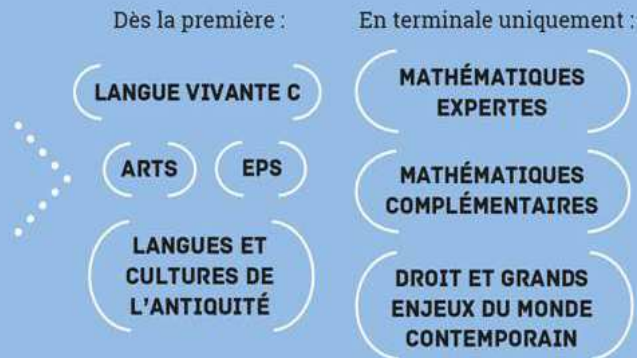 Dès la première :
LANGUE VIVANTE C
ARTS
EPS
LANGUES ET
CULTURES DE
L'ANTIQUITÉ
En terminale uniquement :
MATHÉMATIQUES
EXPERTES
MATHÉMATIQUES
COMPLÉMENTAIRES
DROIT ET GRANDS
ENJEUX DU MONDE
CONTEMPORAIN